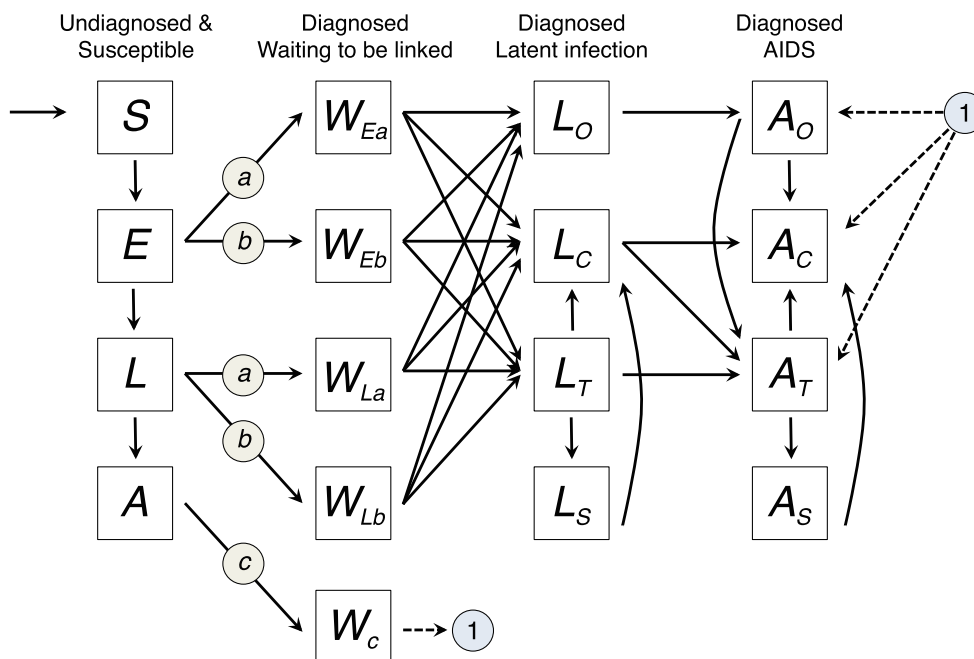 Undiagnosed &
Susceptible
Diagnosed
Waiting to be linked
Diagnosed
Latent infection
Diagnosed
AIDS
S
W_Ea
L_O
A_O
1
a
E
b
W_Eb
L_C
A_C
L
a
W_La
L_T
A_T
b
A
W_Lb
L_S
A_S
c
W_c
1